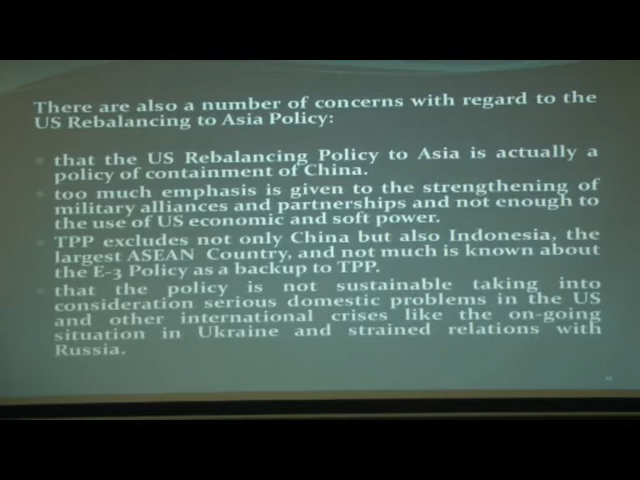 There are also a number of concerns with regard to the
US Rebalancing to Asia Policy:
that the US Rebalancing Policy to Asia is actually a
policy of containment of China.
too much emphasis is given to the strengthening of
military alliances and partnerships and not enough to
the use of US economic and soft power.
TPP excludes not only China but also Indonesia, the
largest ASEAN Country, and not much is known about
the E-3 Policy as a backup to TPP.
that the policy is not sustainable taking into
consideration serious domestic problems in the US
and other international crises like the on-going
situation in Ukraine and strained relations with
Russia.